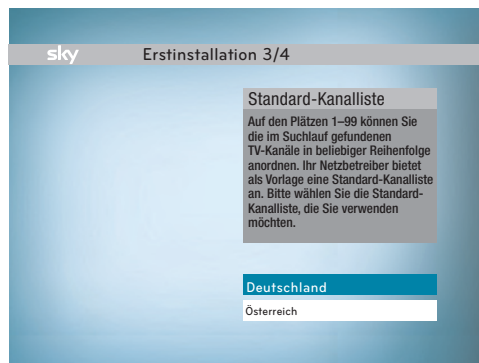 sky Erstinstallation 3/4
Standard-Kanalliste
Auf den Plätzen 1–99 können Sie
die im Suchlauf gefundenen
TV-Kanäle in beliebiger Reihenfolge
anordnen. Ihr Netzbetreiber bietet
als Vorlage eine Standard-Kanalliste
an. Bitte wählen Sie die Standard-
Kanalliste, die Sie verwenden
möchten.
Deutschland
Österreich